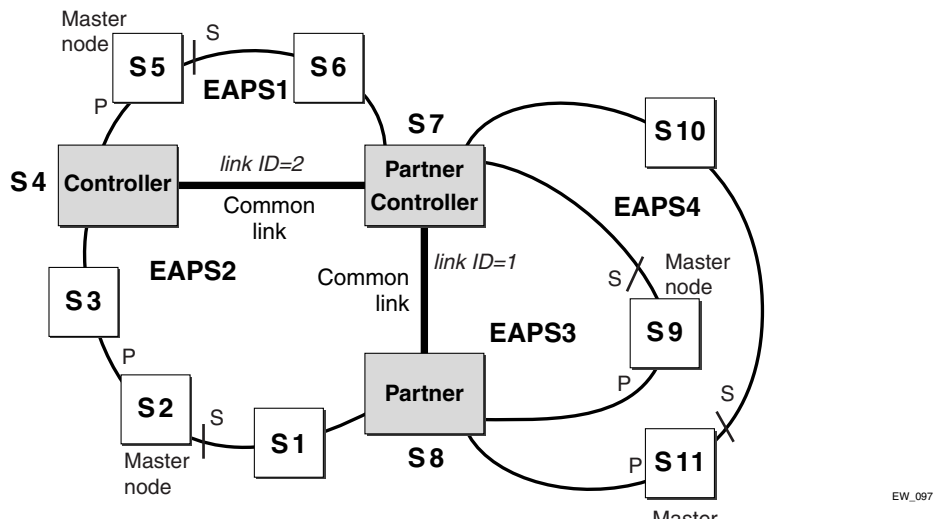 Master
node
S
S5
S6
EAPS1
P
S7
S10
S4
Controller
link ID=2
Common
link
Partner
Controller
EAPS4
EAPS2
Common
link
link ID=1
S
Master
node
S3
EAPS3
S9
P
Partner
P
S2
S
S1
S
Master
node
S8
P
S11
EW_097
Master